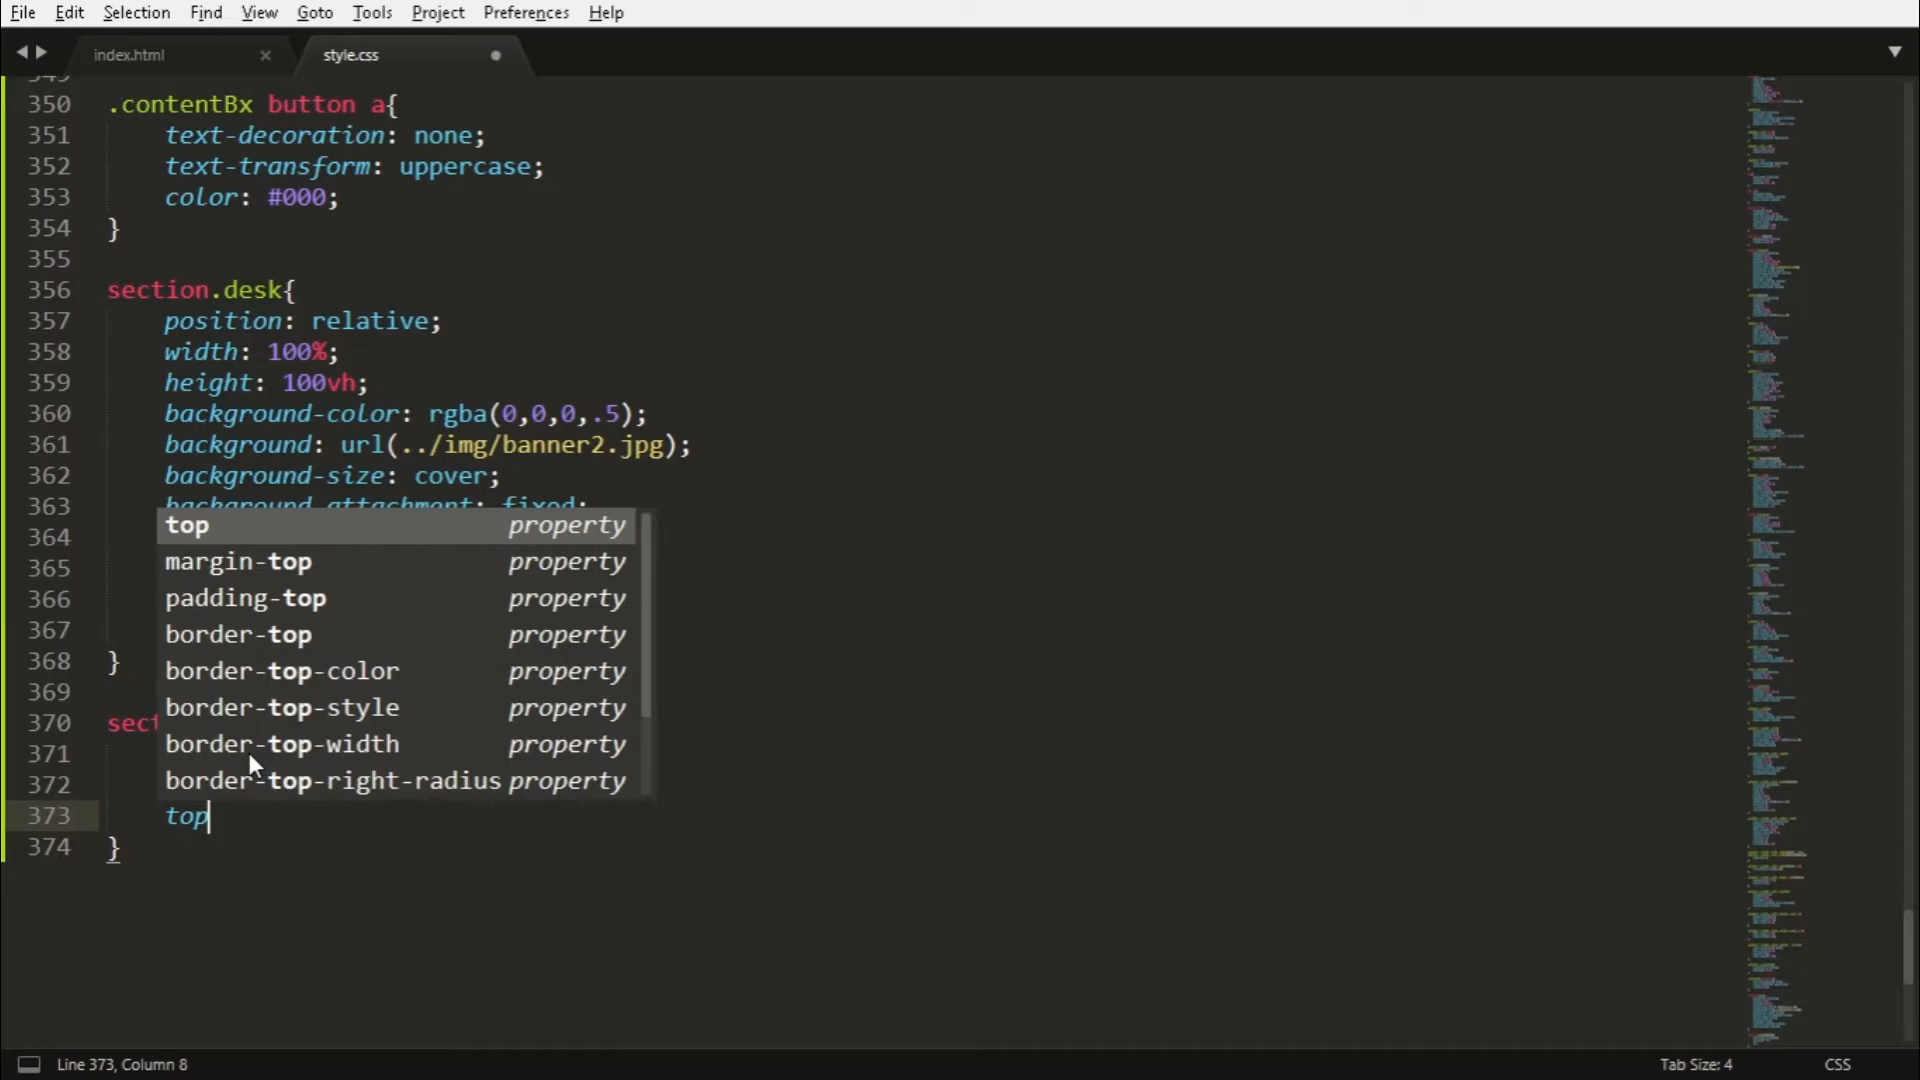 File Edit Selection Find View Goto Tools Project Preferences Help
index.html style.css
350 .contentBx button a{
351 text-decoration: none;
352 text-transform: uppercase;
353 color: #000;
354 }
355
356 section.desk{
357 position: relative;
358 width: 100%;
359 height: 100vh;
360 background-color: rgba(0,0,0,.5);
361 background: url(../img/banner2.jpg);
362 background-size: cover;
363 background-attachment: fixed;
364
365
366
367
368 }
369
370 sect
371
372
373 top
374 }
top property
margin-top property
padding-top property
border-top property
border-top-color property
border-top-style property
border-top-width property
border-top-right-radius property
Line 373, Column 8
Tab Size: 4
CSS